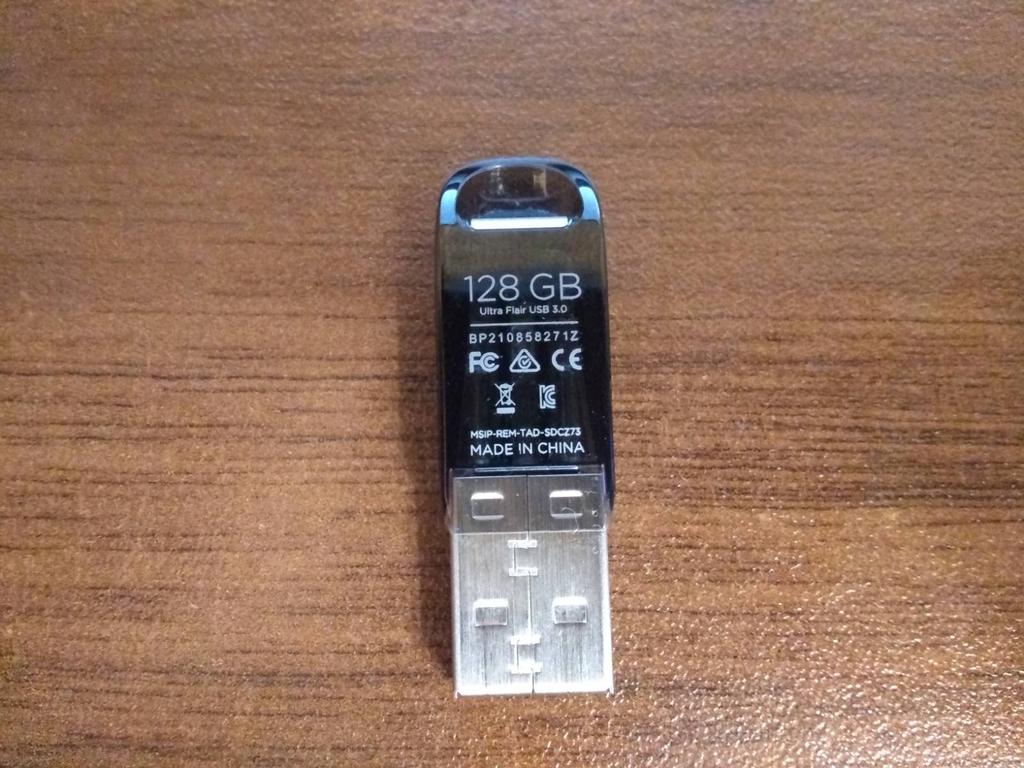 128 GB
Ultra Flair USB 3.0
BP210858271Z
FC CE
MSIP-REM-TAD-SDCZ73
MADE IN CHINA